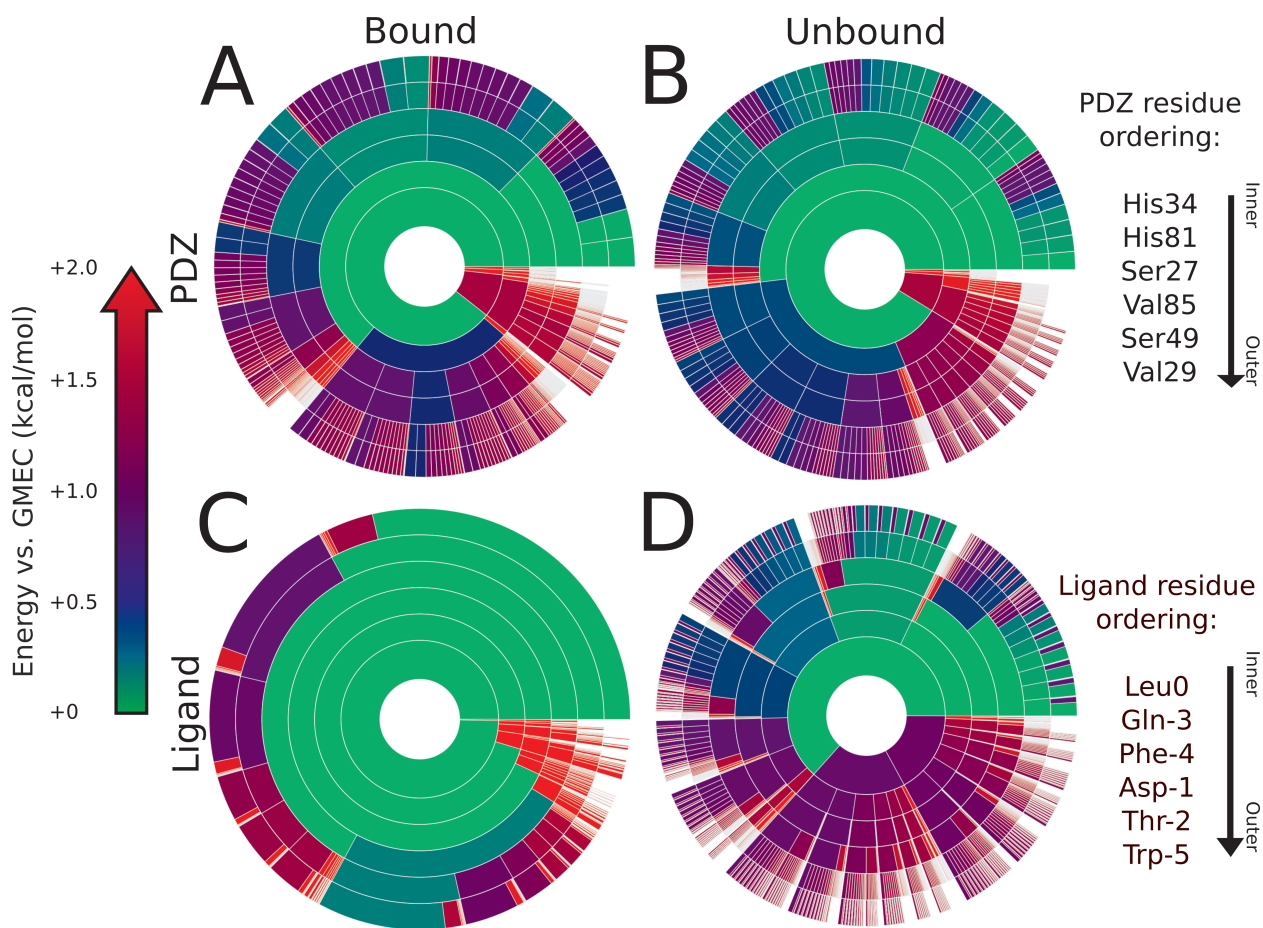 Bound
Unbound
A
B
PDZ
PDZ residue
ordering:
His34
His81
Ser27
Val85
Ser49
Val29
Inner
Outer
Energy vs. GMEC (kcal/mol)
+2.0
+1.5
+1.0
+0.5
+0
C
D
Ligand
Ligand residue
ordering:
Leu0
Gln-3
Phe-4
Asp-1
Thr-2
Trp-5
Inner
Outer